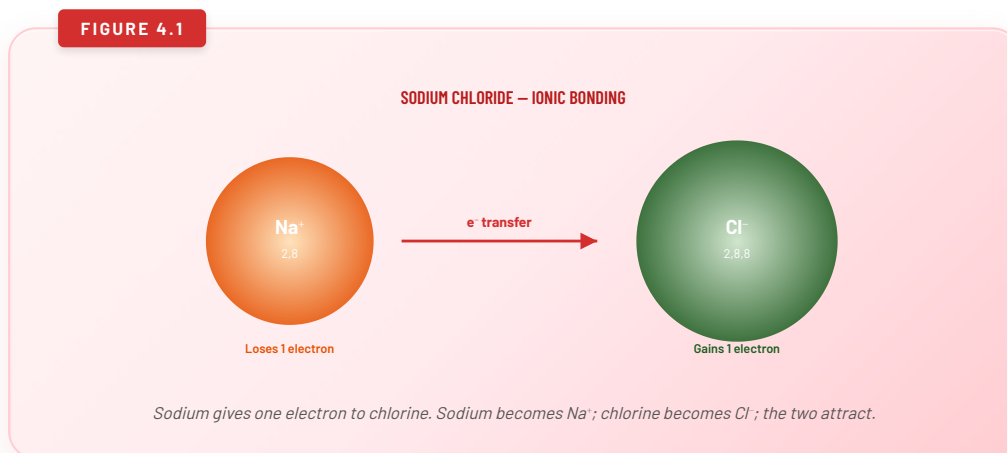 FIGURE 4.1
SODIUM CHLORIDE – IONIC BONDING
Na⁺
2,8
e⁻ transfer
Cl⁻
2,8,8
Loses 1 electron
Gains 1 electron
Sodium gives one electron to chlorine. Sodium becomes Na⁺; chlorine becomes Cl⁻; the two attract.